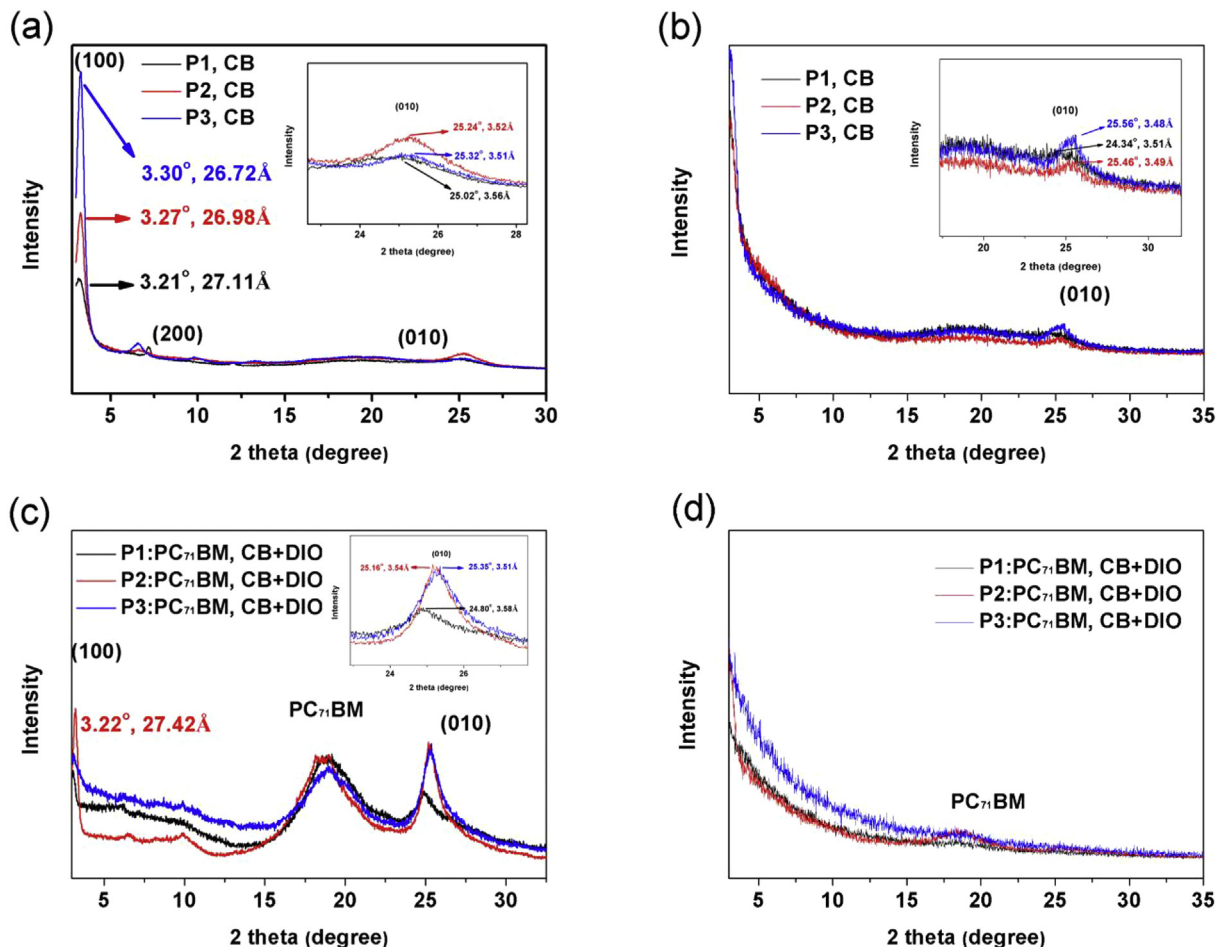 (a)
(100)
P1, CB
P2, CB
P3, CB
3.30°, 26.72Å
3.27°, 26.98Å
3.21°, 27.11Å
(200)
(010)
Intensity
5 10 15 20 25 30
2 theta (degree)
(010)
25.24°, 3.52Å
25.32°, 3.51Å
25.02°, 3.56Å
Intensity
24 26 28
2 theta (degree)
(b)
P1, CB
P2, CB
P3, CB
(010)
Intensity
5 10 15 20 25 30 35
2 theta (degree)
(010)
25.56°, 3.48Å
24.34°, 3.51Å
25.46°, 3.49Å
Intensity
20 25 30
2 theta (degree)
(c)
P1:PC₇₁BM, CB+DIO
P2:PC₇₁BM, CB+DIO
P3:PC₇₁BM, CB+DIO
(100)
3.22°, 27.42Å
PC₇₁BM
(010)
Intensity
5 10 15 20 25 30
2 theta (degree)
(010)
25.16°, 3.54Å
25.35°, 3.51Å
24.80°, 3.58Å
Intensity
24 26
2 theta (degree)
(d)
P1:PC₇₁BM, CB+DIO
P2:PC₇₁BM, CB+DIO
P3:PC₇₁BM, CB+DIO
PC₇₁BM
Intensity
5 10 15 20 25 30 35
2 theta (degree)